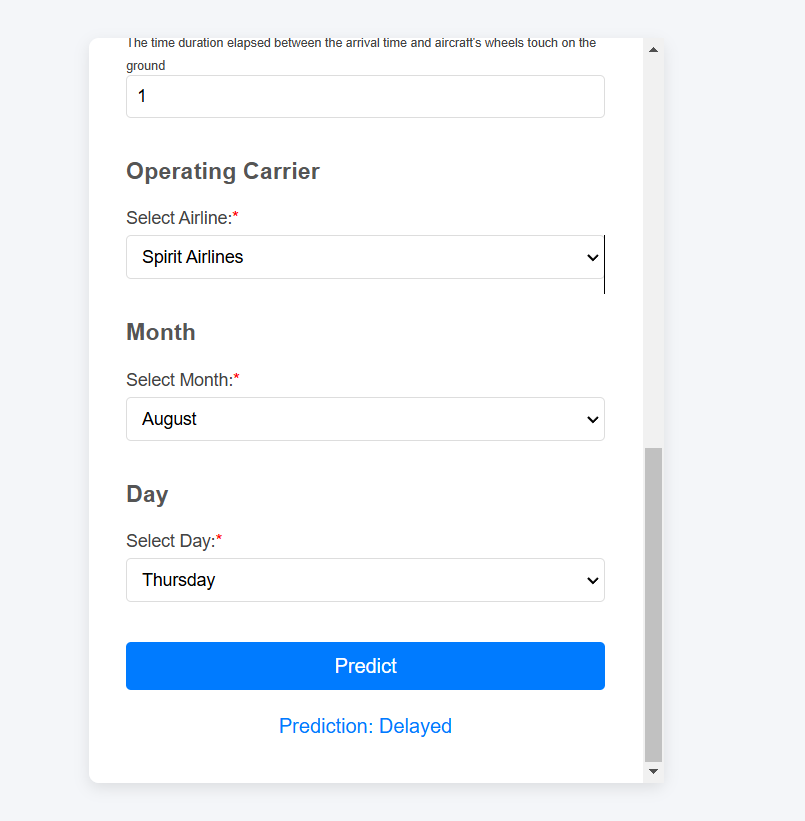 The time duration elapsed between the arrival time and aircraft's wheels touch on the
ground
1
Operating Carrier
Select Airline:*
Spirit Airlines
Month
Select Month:*
August
Day
Select Day:*
Thursday
Predict
Prediction: Delayed